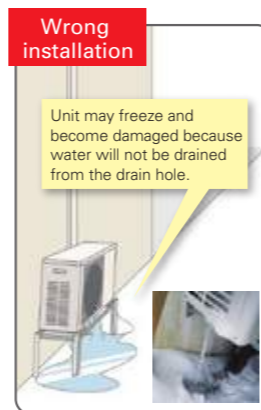 Wrong
installation
Unit may freeze and
become damaged because
water will not be drained
from the drain hole.